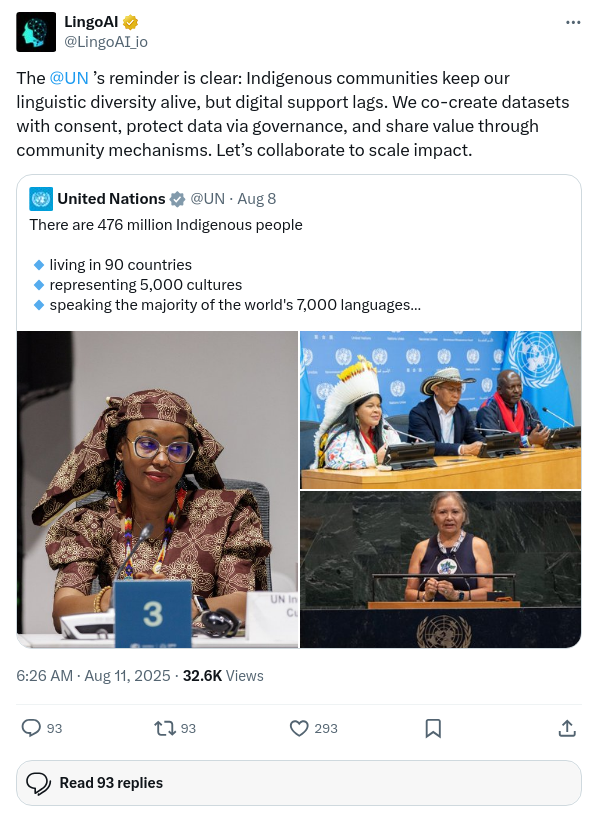 LingoAI
@LingoAI_io
The @UN ’s reminder is clear: Indigenous communities keep our
linguistic diversity alive, but digital support lags. We co-create datasets
with consent, protect data via governance, and share value through
community mechanisms. Let’s collaborate to scale impact.
United Nations @UN · Aug 8
There are 476 million Indigenous people
living in 90 countries
representing 5,000 cultures
speaking the majority of the world's 7,000 languages…
3
UN In
Cu
6:26 AM · Aug 11, 2025 · 32.6K Views
93 93 293
Read 93 replies